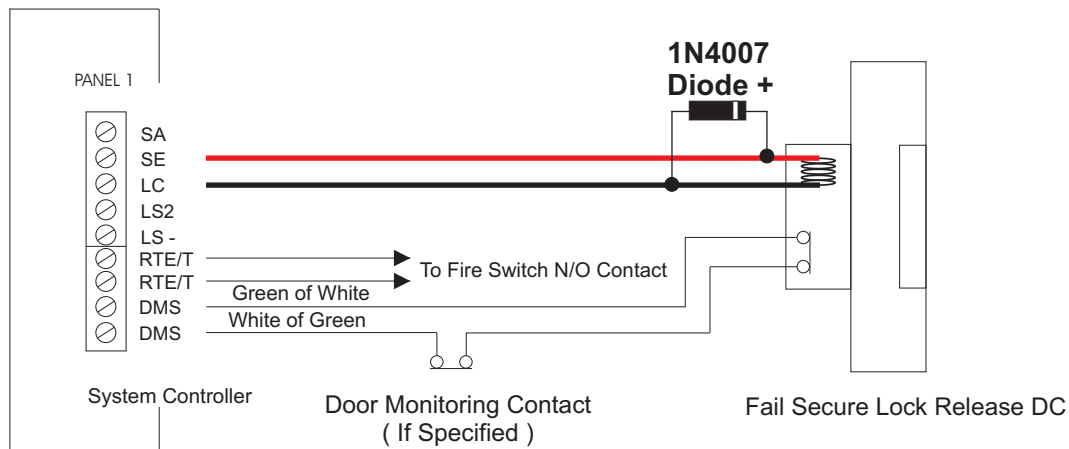 1N4007
Diode +
PANEL 1
SA
SE
LC
LS2
LS -
RTE/T
RTE/T
To Fire Switch N/O Contact
Green of White
DMS
White of Green
DMS
System Controller
Door Monitoring Contact
( If Specified )
Fail Secure Lock Release DC